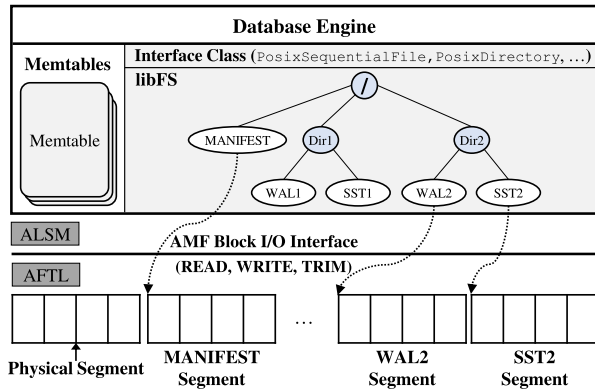 Database Engine
Memtables
Interface Class (PosixSequentialFile,PosixDirectory,...)
libFS
/
Memtable
MANIFEST
Dir1
Dir2
WAL1
SST1
WAL2
SST2
ALSM
AMF Block I/O Interface
AFTL
(READ, WRITE, TRIM)
...
Physical Segment
MANIFEST
Segment
WAL2
Segment
SST2
Segment